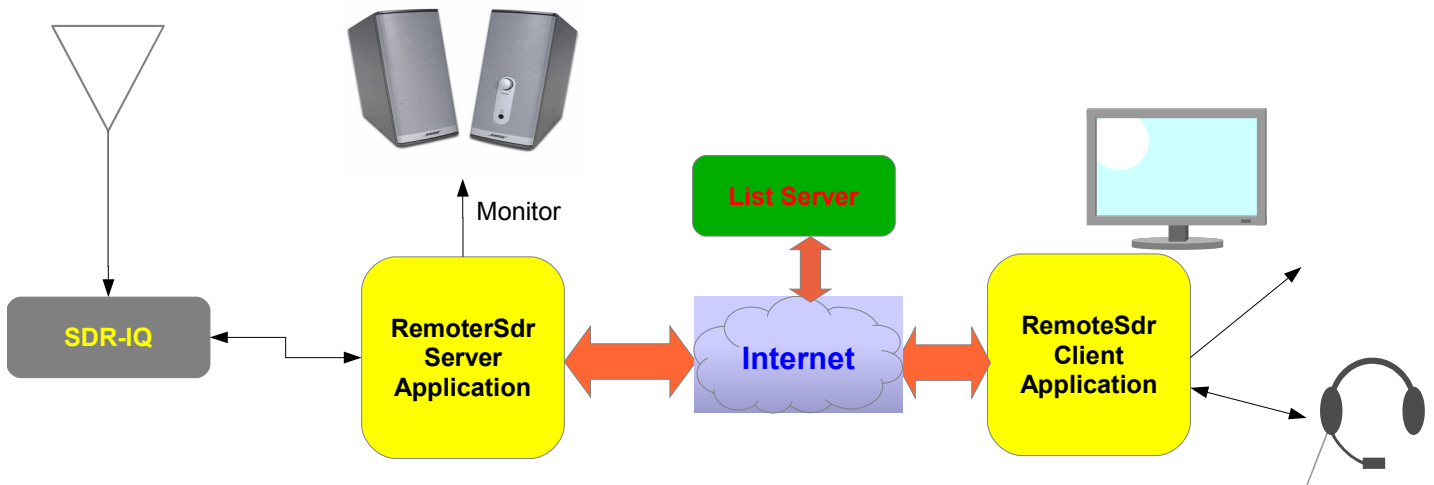 Monitor
List Server
SDR-IQ
RemoterSdr
Server
Application
Internet
RemoteSdr
Client
Application